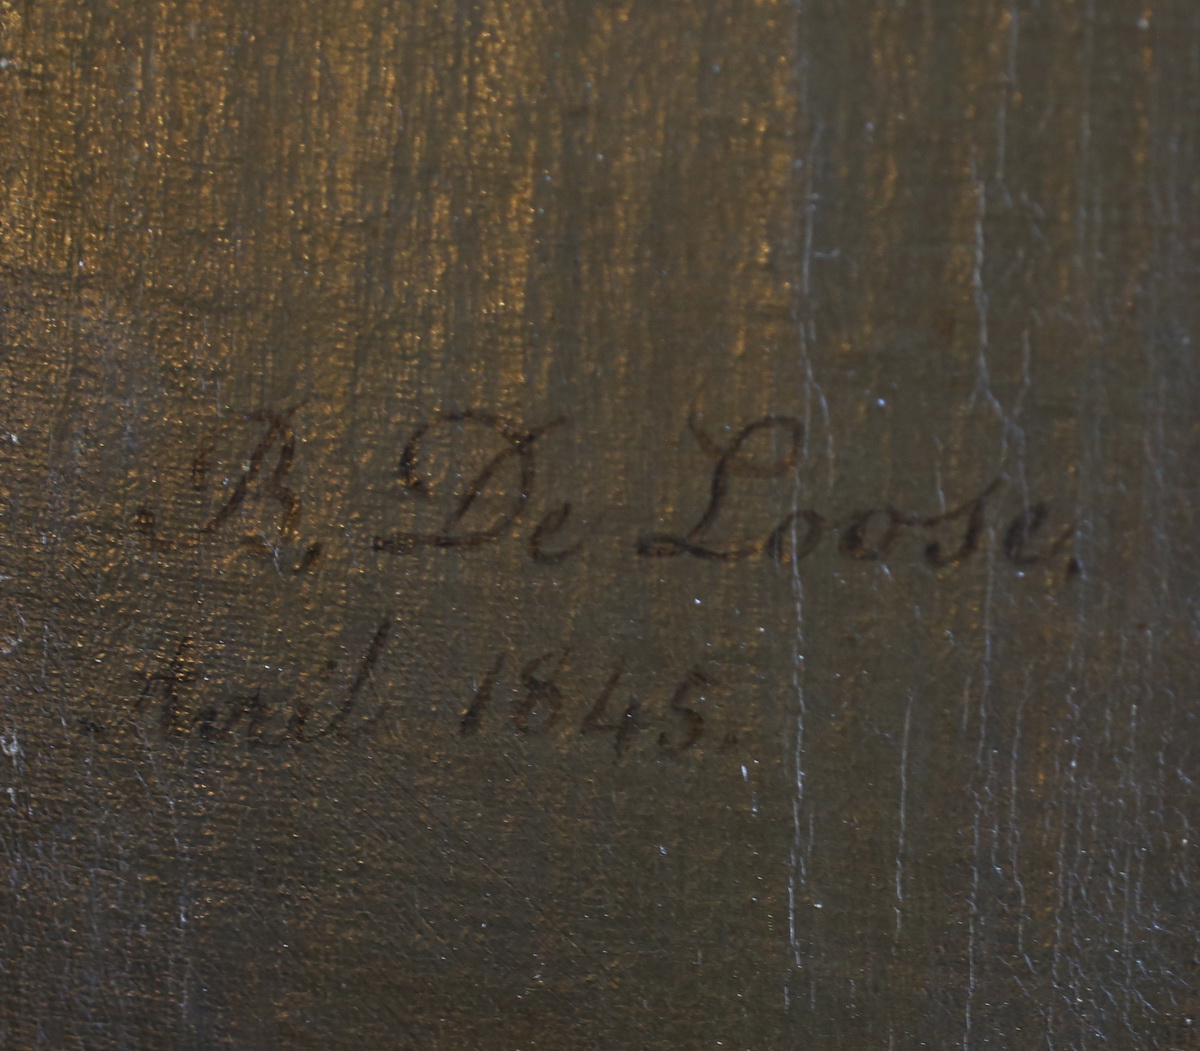 B, De Loose,
Avril 1845.